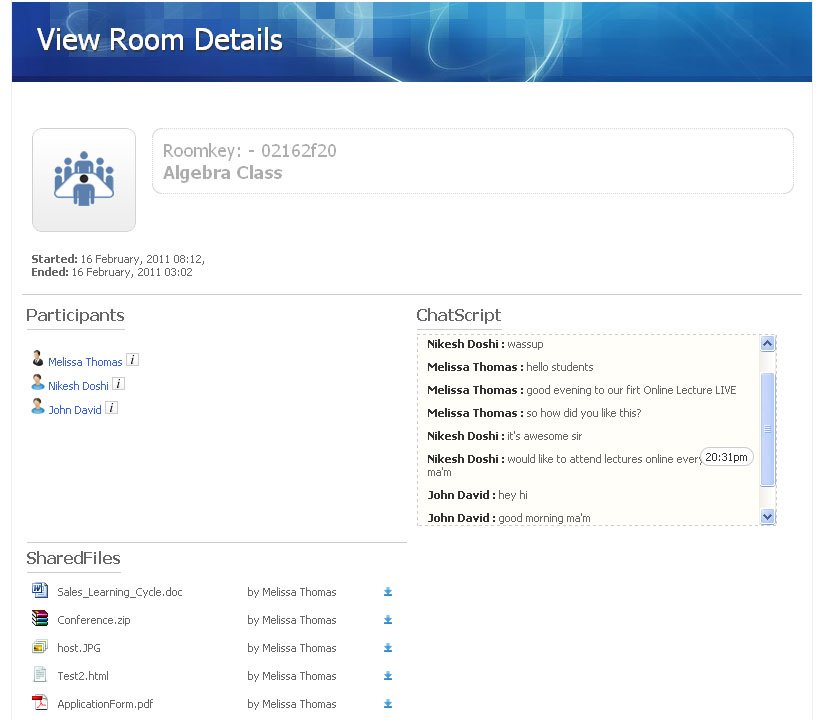 View Room Details
Roomkey: - 02162f20
Algebra Class
Started: 16 February, 2011 08:12,
Ended: 16 February, 2011 03:02
Participants
Melissa Thomas i
Nikesh Doshi i
John David i
ChatScript
Nikesh Doshi : wassup
Melissa Thomas : hello students
Melissa Thomas : good evening to our firt Online Lecture LIVE
Melissa Thomas : so how did you like this?
Nikesh Doshi : it's awesome sir
Nikesh Doshi : would like to attend lectures online every 20:31pm
ma'm
John David : hey hi
John David : good morning ma'm
SharedFiles
Sales_Learning_Cycle.doc by Melissa Thomas
Conference.zip by Melissa Thomas
host.JPG by Melissa Thomas
Test2.html by Melissa Thomas
ApplicationForm.pdf by Melissa Thomas